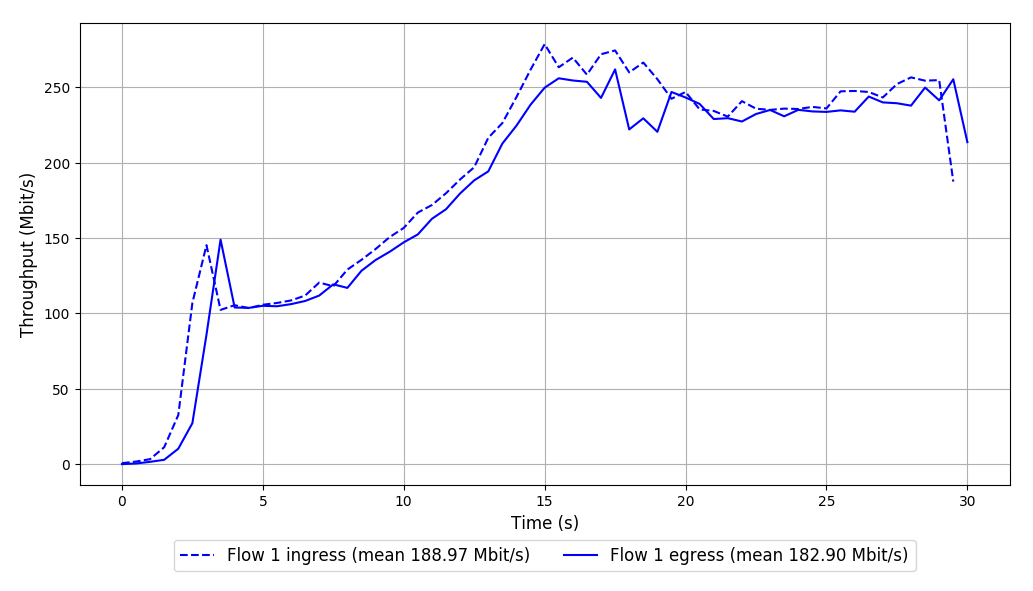 Throughput (Mbit/s)
250
200
150
100
50
0
0 5 10 15 20 25 30
Time (s)
Flow 1 ingress (mean 188.97 Mbit/s) Flow 1 egress (mean 182.90 Mbit/s)